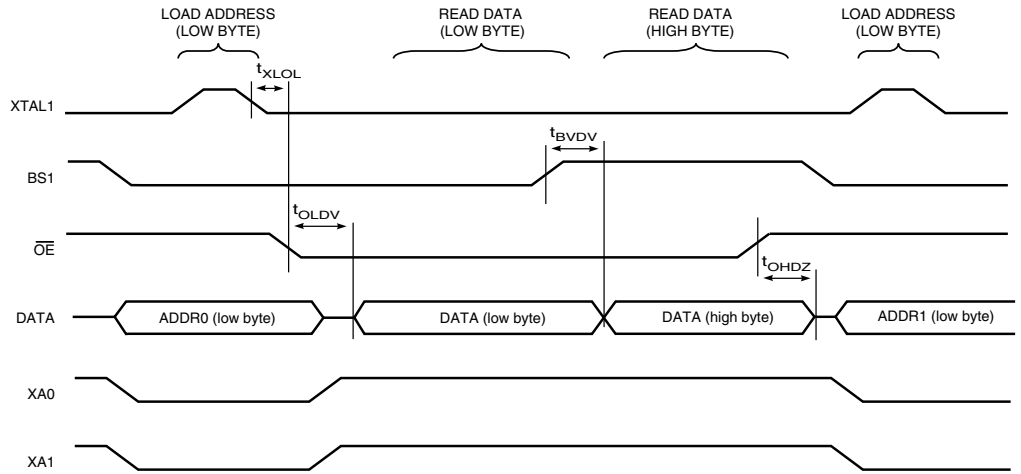 LOAD ADDRESS
(LOW BYTE)
READ DATA
(LOW BYTE)
READ DATA
(HIGH BYTE)
LOAD ADDRESS
(LOW BYTE)
tXLOL
XTAL1
tBVDV
BS1
tOLDV
OE
tOHDZ
DATA
ADDR0 (low byte)
DATA (low byte)
DATA (high byte)
ADDR1 (low byte)
XA0
XA1